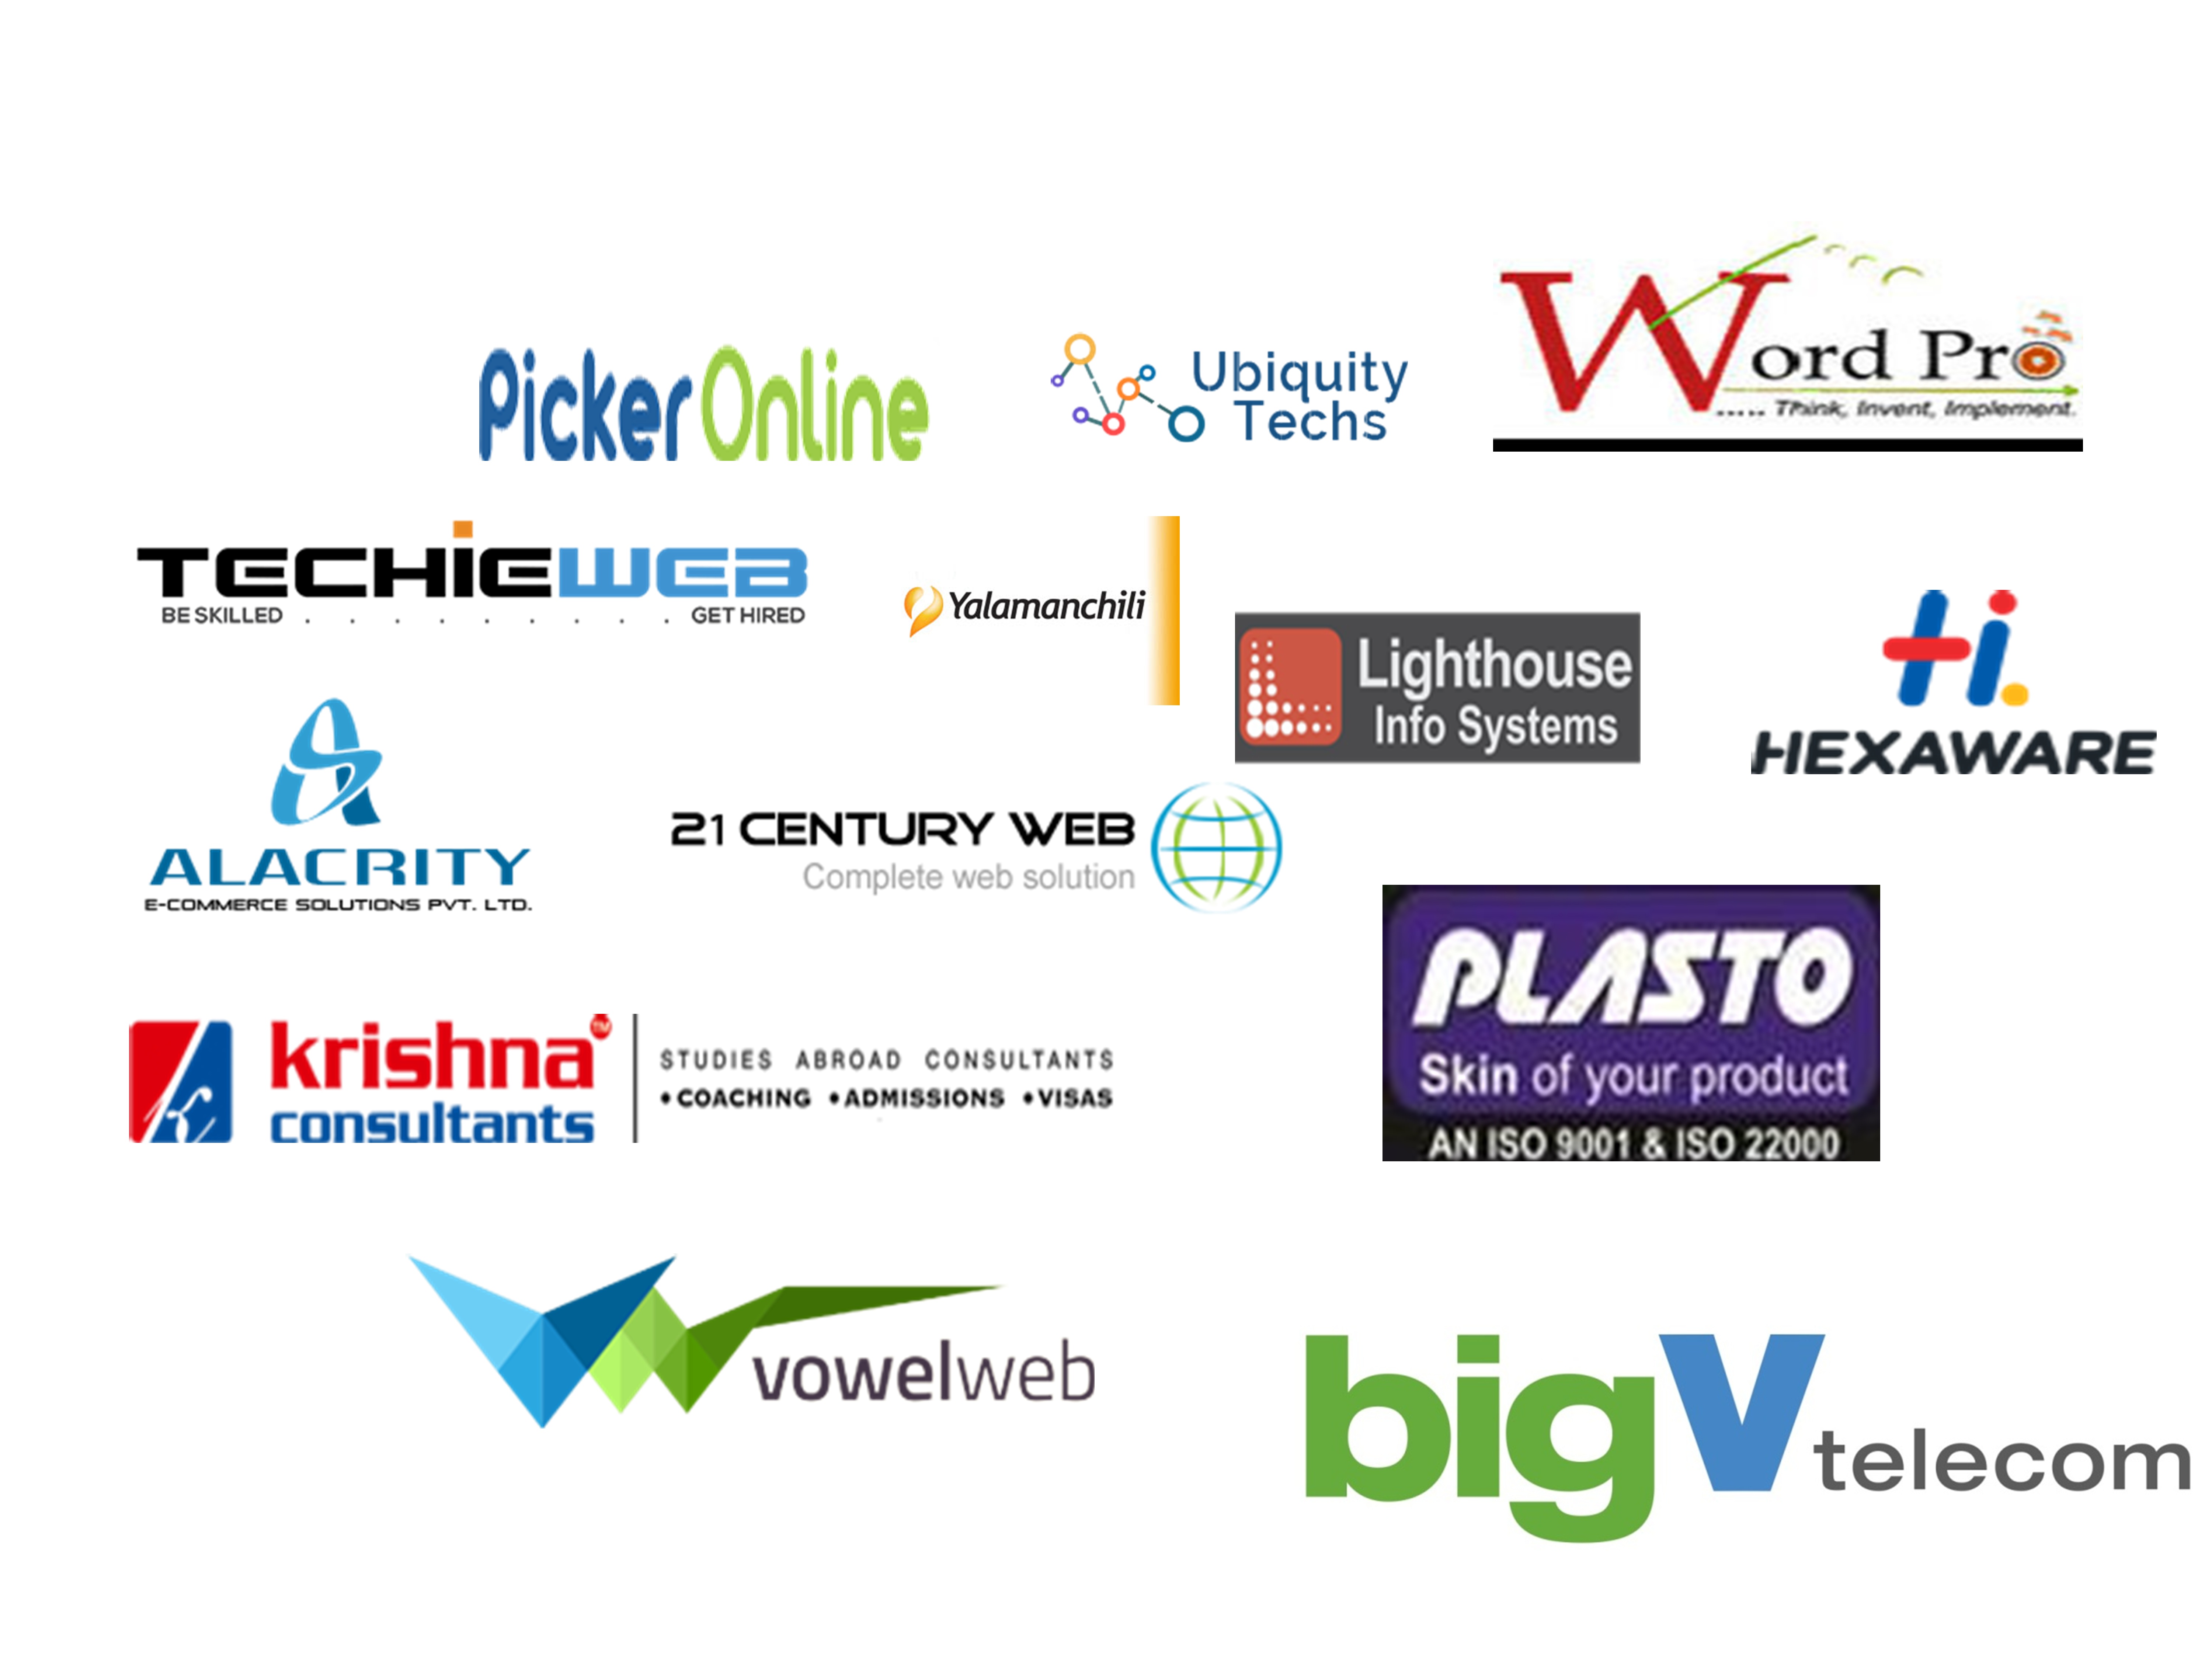 PickerOnline
Ubiquity
Techs
Word Pro
..... Think, Invent, Implement.
TECHiEWEB
BE SKILLED . . . . . . . . . GET HIRED
Yalamanchili
Lighthouse
Info Systems
Hi.
HEXAWARE
ALACRITY
E-COMMERCE SOLUTIONS PVT. LTD.
21 CENTURY WEB
Complete web solution
PLASTO
Skin of your product
AN ISO 9001 & ISO 22000
krishna TM
consultants
STUDIES ABROAD CONSULTANTS
• COACHING • ADMISSIONS • VISAS
vowelweb
bigV telecom